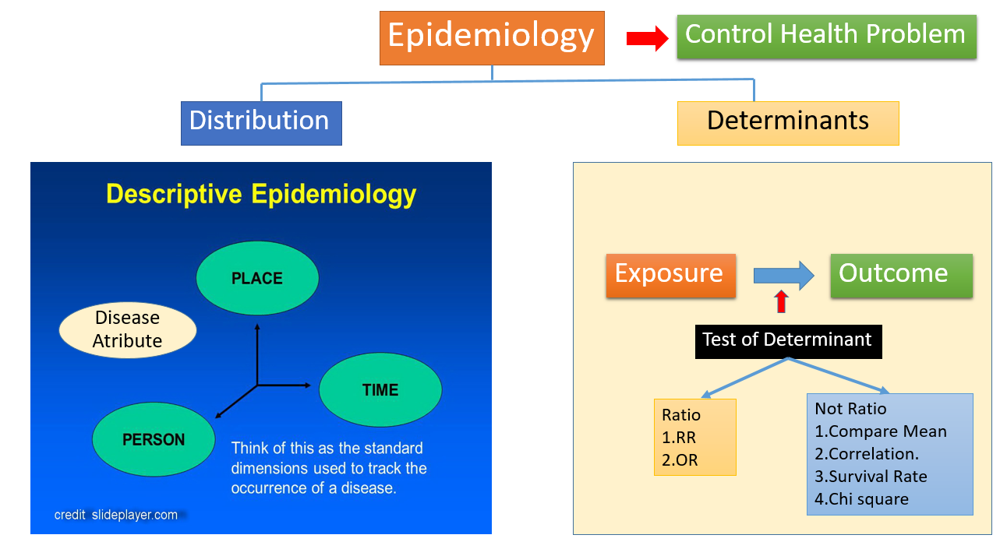 Epidemiology
Control Health Problem
Distribution
Determinants
Descriptive Epidemiology
PLACE
Disease
Atribute
TIME
PERSON
Think of this as the standard
dimensions used to track the
occurrence of a disease.
credit slideplayer.com
Exposure
Outcome
Test of Determinant
Ratio
1.RR
2.OR
Not Ratio
1.Compare Mean
2.Correlation.
3.Survival Rate
4.Chi square